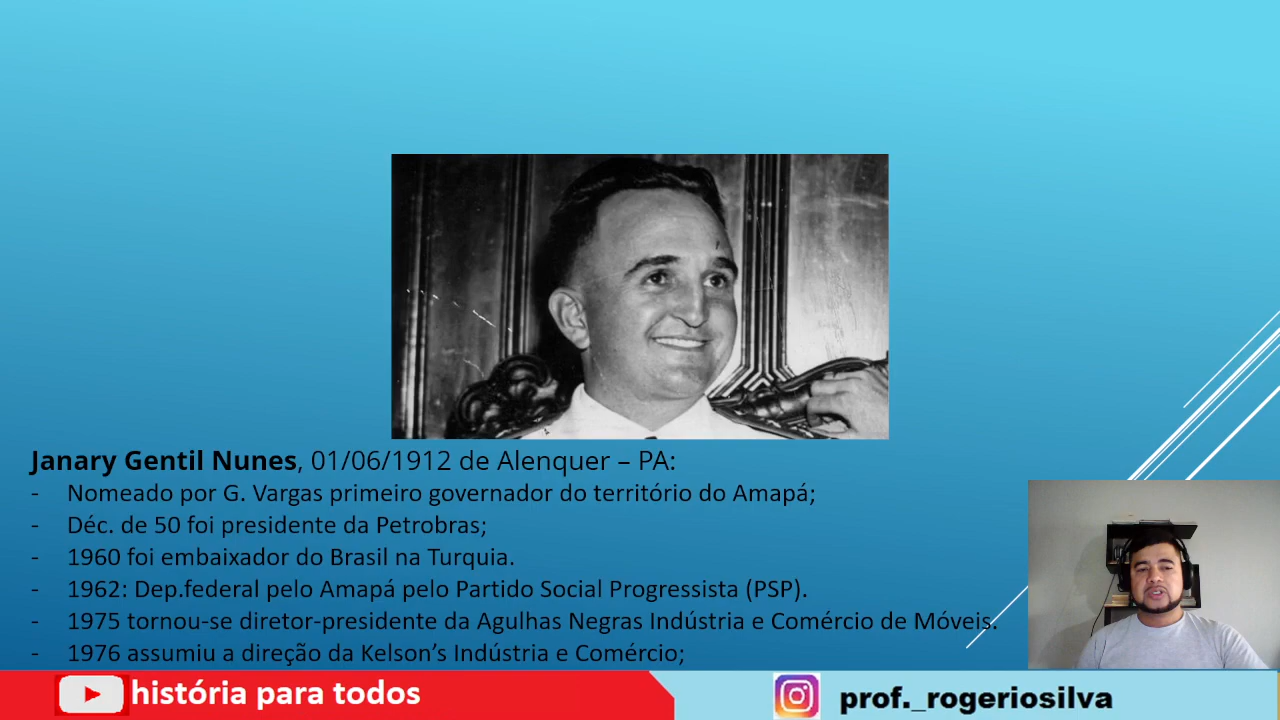 Janary Gentil Nunes, 01/06/1912 de Alenquer – PA:
- Nomeado por G. Vargas primeiro governador do território do Amapá;
- Déc. de 50 foi presidente da Petrobras;
- 1960 foi embaixador do Brasil na Turquia.
- 1962: Dep.federal pelo Amapá pelo Partido Social Progressista (PSP).
- 1975 tornou-se diretor-presidente da Agulhas Negras Indústria e Comércio de Móveis.
- 1976 assumiu a direção da Kelson’s Indústria e Comércio;
história para todos
prof._rogeriosilva